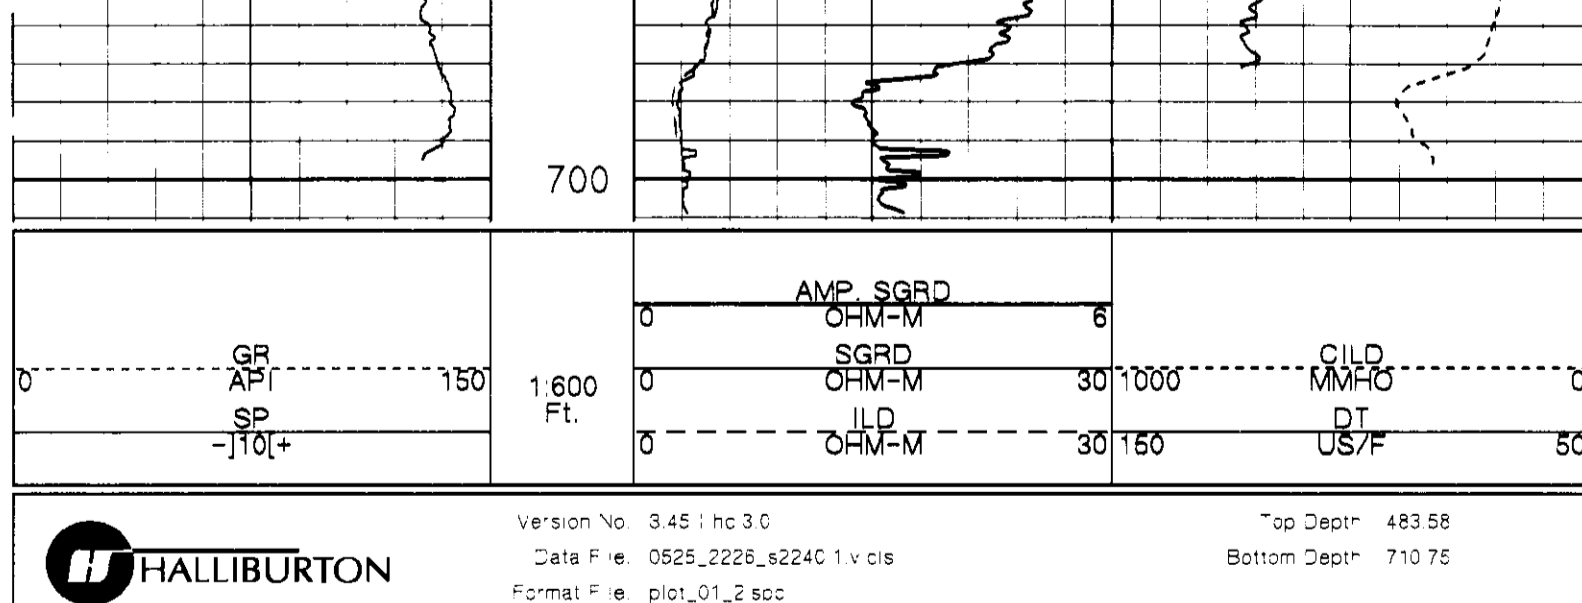 700
AMP. SGRD
0 OHM-M 6
GR SGRD CILD
0 API 150 0 OHM-M 30 1000 MMHO 0
1:600
Ft.
SP ILD DT
-]10[+ 0 OHM-M 30 150 US/F 50
HALLIBURTON
Version No. 3.45 | hc 3.0
Data File. 0525_2226_s2240.1.v.cls
Format File. plot_01_2.spc
Top Depth 483.58
Bottom Depth 710.75